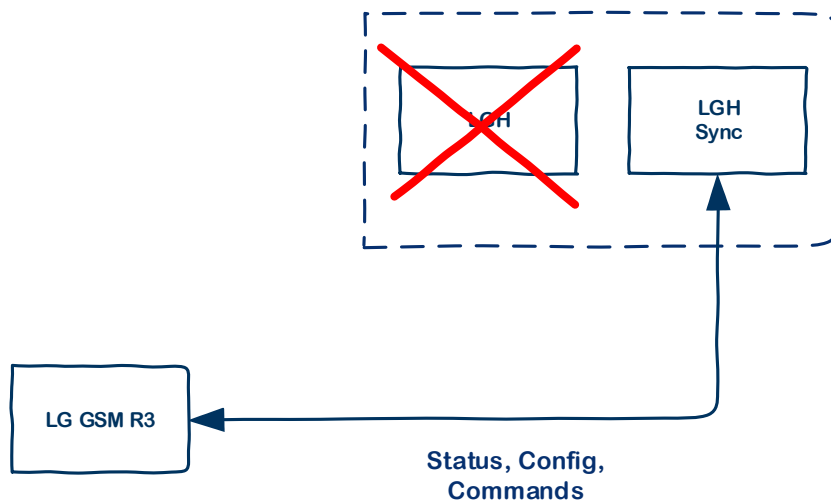 LGH
LGH
Sync
LG GSM R3
Status, Config,
Commands